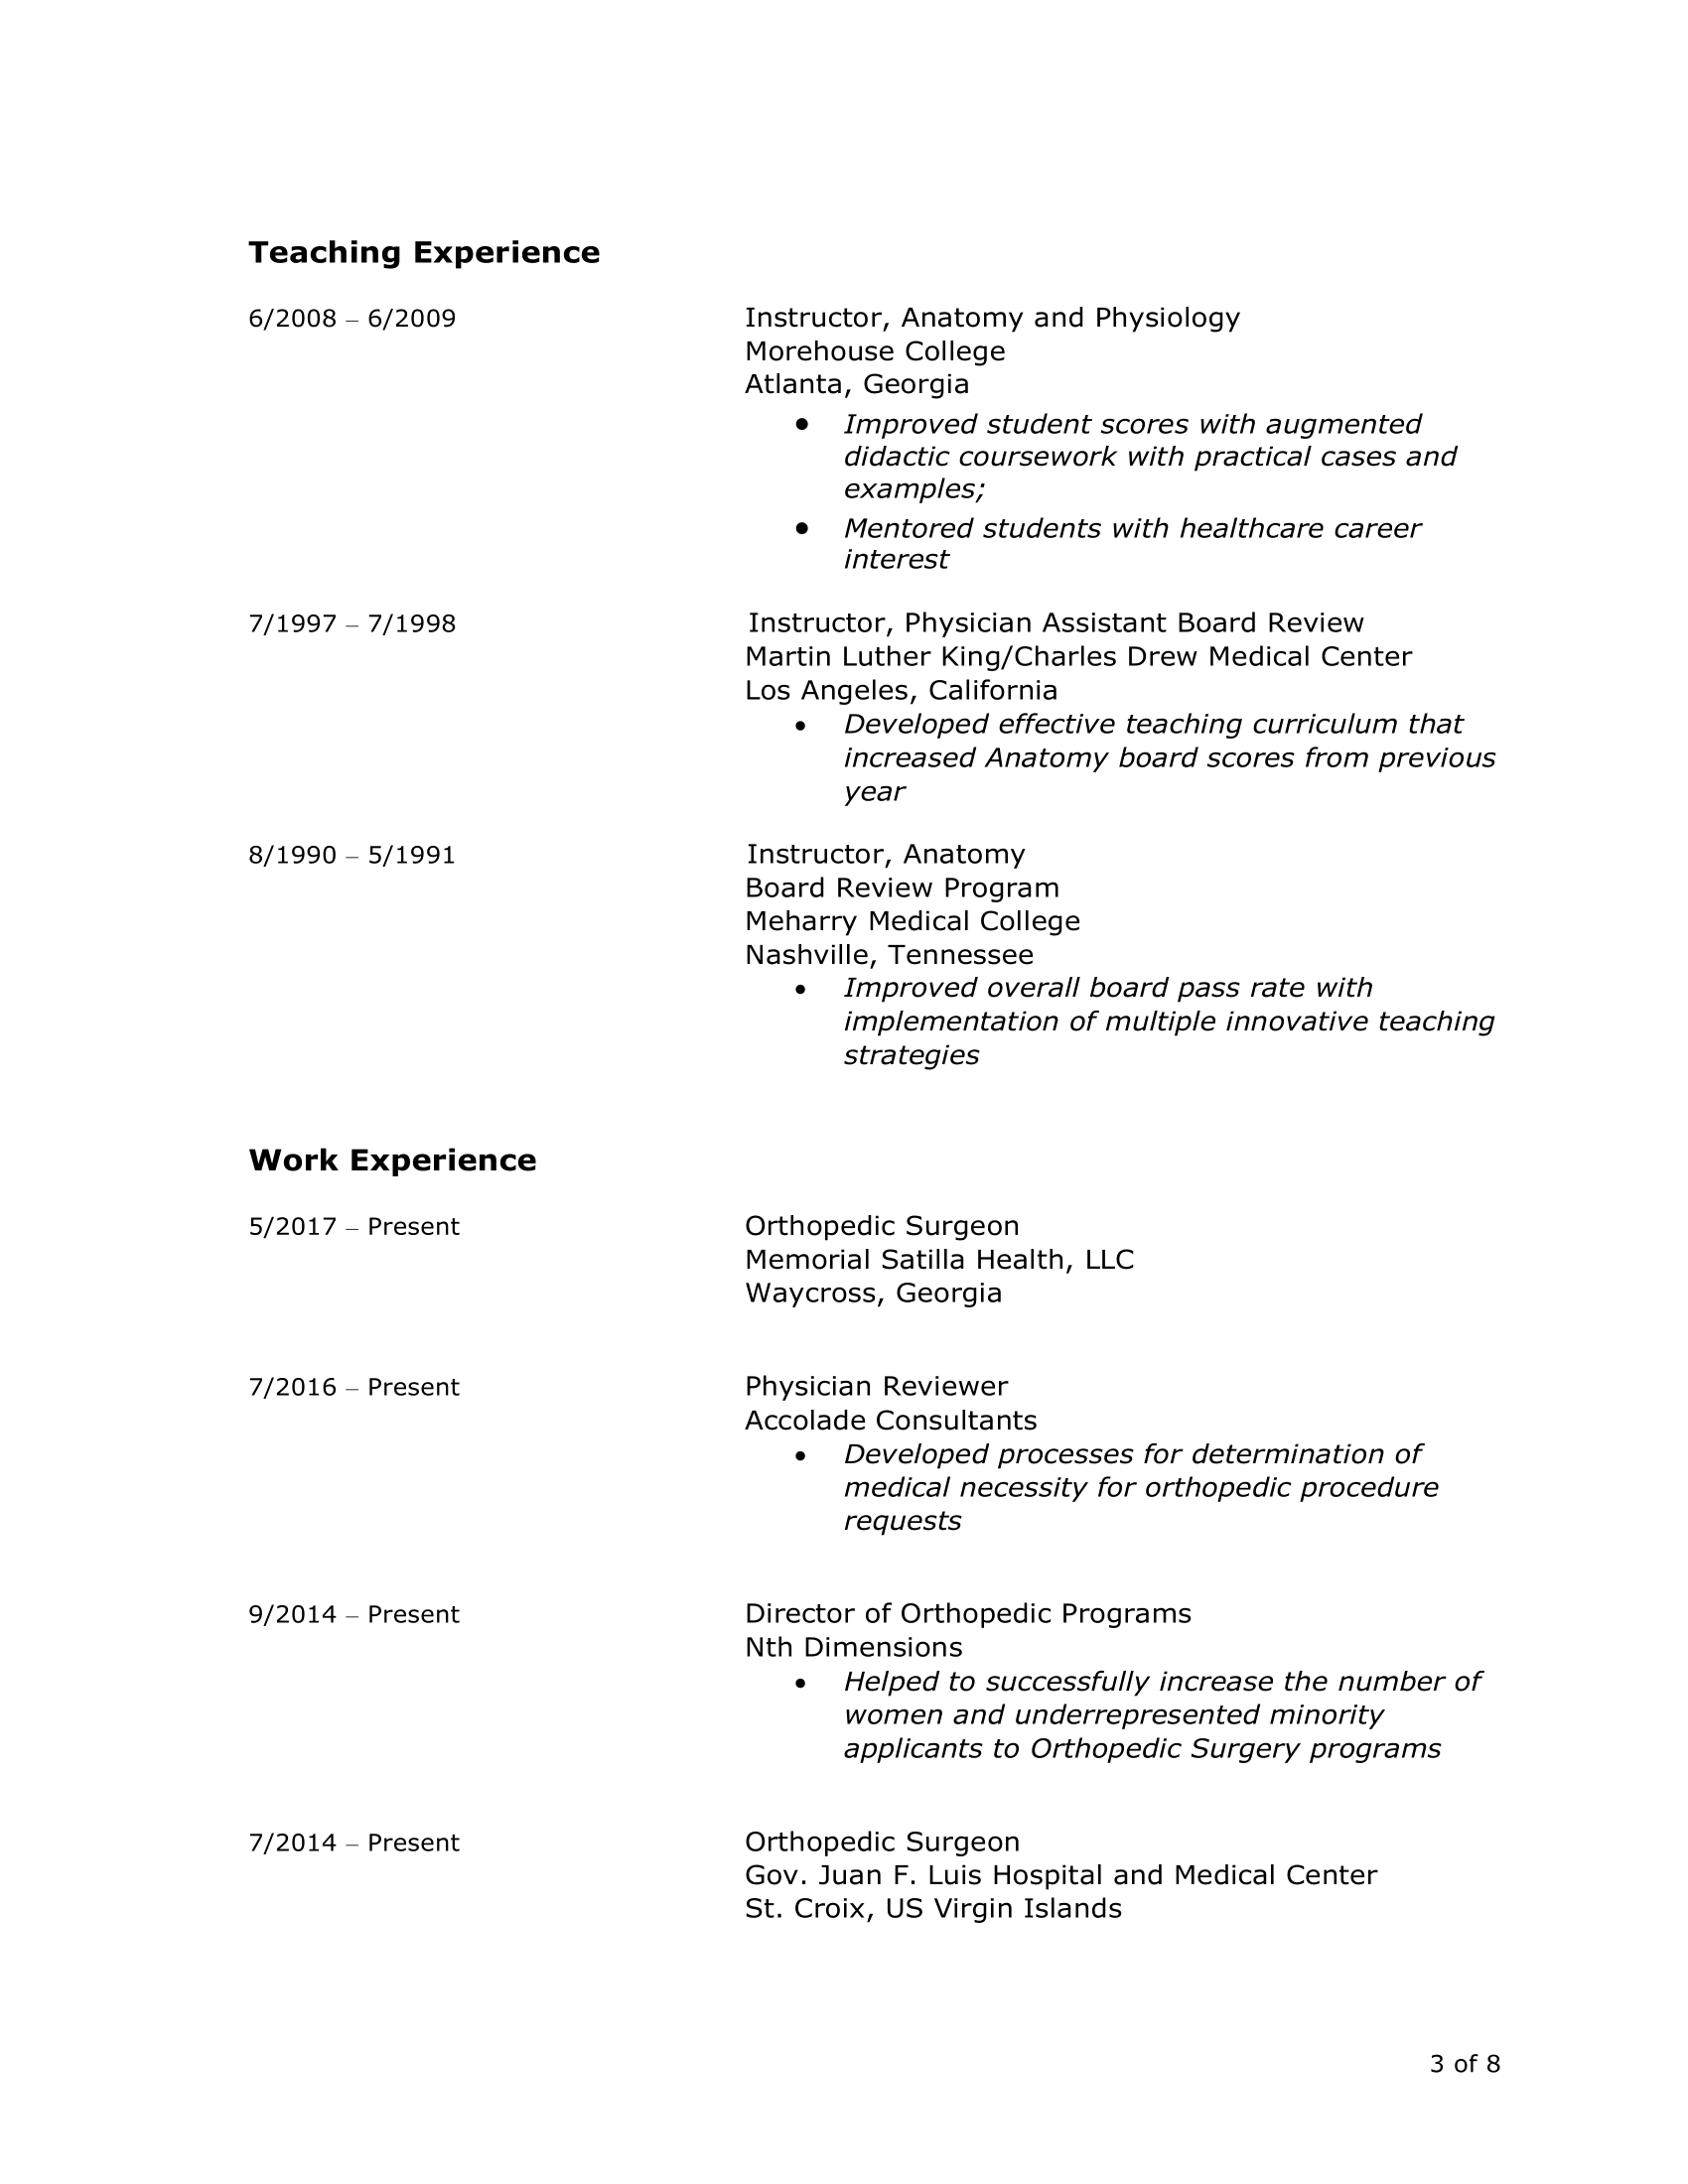 Teaching Experience
6/2008 – 6/2009 Instructor, Anatomy and Physiology
Morehouse College
Atlanta, Georgia
• Improved student scores with augmented
didactic coursework with practical cases and
examples;
• Mentored students with healthcare career
interest
7/1997 – 7/1998 Instructor, Physician Assistant Board Review
Martin Luther King/Charles Drew Medical Center
Los Angeles, California
• Developed effective teaching curriculum that
increased Anatomy board scores from previous
year
8/1990 – 5/1991 Instructor, Anatomy
Board Review Program
Meharry Medical College
Nashville, Tennessee
• Improved overall board pass rate with
implementation of multiple innovative teaching
strategies
Work Experience
5/2017 – Present Orthopedic Surgeon
Memorial Satilla Health, LLC
Waycross, Georgia
7/2016 – Present Physician Reviewer
Accolade Consultants
• Developed processes for determination of
medical necessity for orthopedic procedure
requests
9/2014 – Present Director of Orthopedic Programs
Nth Dimensions
• Helped to successfully increase the number of
women and underrepresented minority
applicants to Orthopedic Surgery programs
7/2014 – Present Orthopedic Surgeon
Gov. Juan F. Luis Hospital and Medical Center
St. Croix, US Virgin Islands
3 of 8